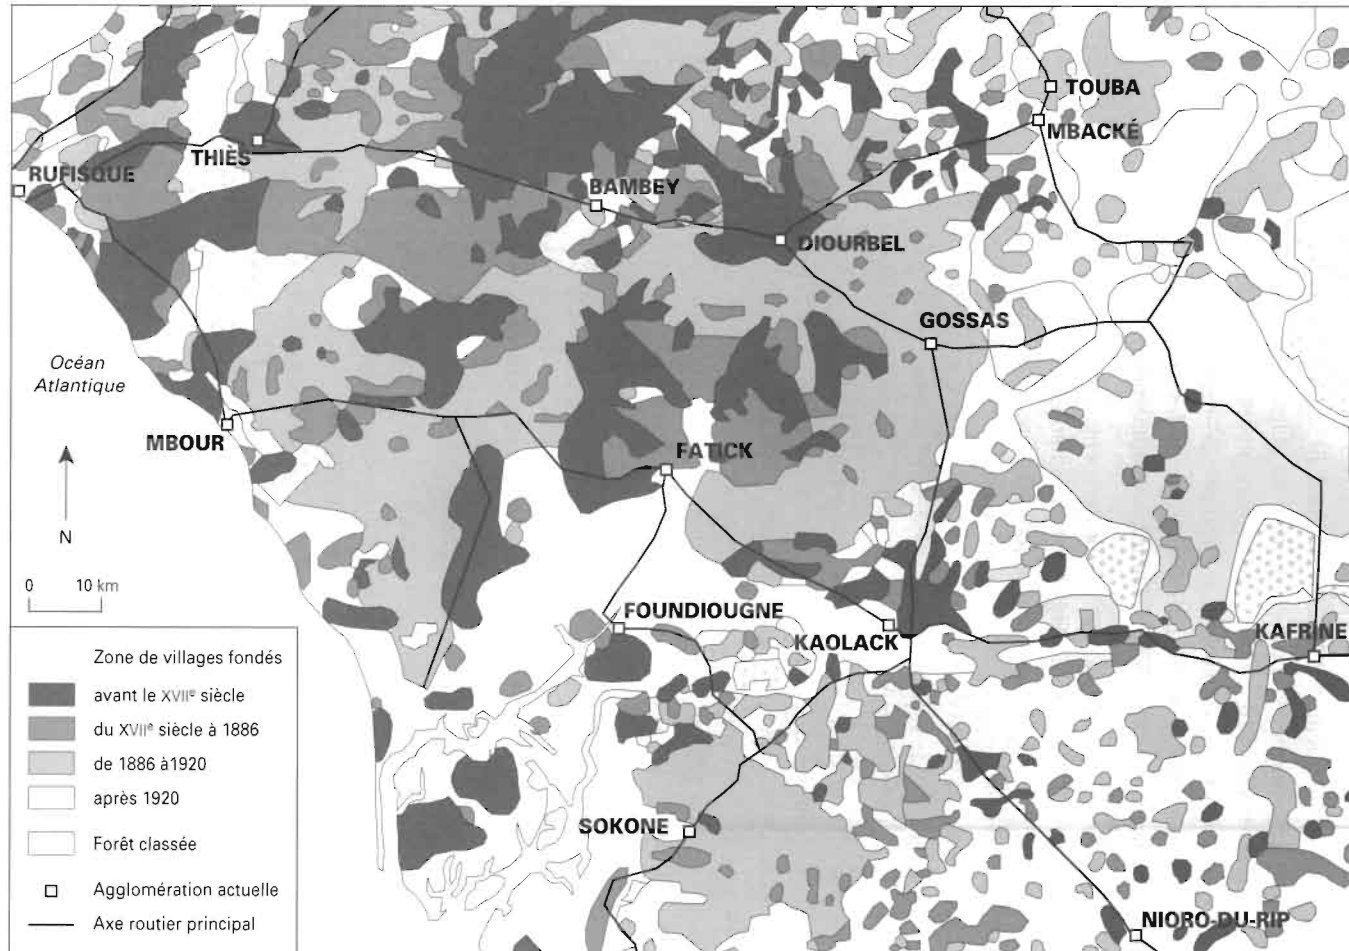 TOUBA
MBACKÉ
THIÈS
RUFISQUE
BAMBEY
DIOURBEL
GOSSAS
Océan
Atlantique
MBOUR
FATICK
N
0 10 km
FOUNDIOUGNE
KAOLACK
KAFRINE
SOKONE
NIORO-DU-RIP
Zone de villages fondés
avant le XVIIe siècle
du XVIIe siècle à 1886
de 1886 à1920
après 1920
Forêt classée
Agglomération actuelle
Axe routier principal